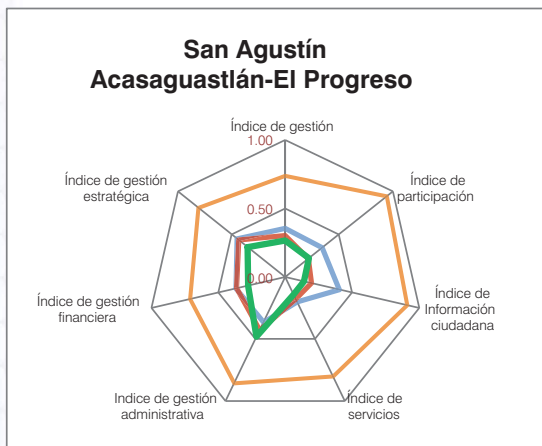 San Agustín
Acasaguastlán-El Progreso
Índice de gestión
1.00
Índice de gestión
estratégica
Índice de
participación
0.50
0.00
Índice de gestión
financiera
Índice de
Información
ciudadana
Indice de gestión
administrativa
Índice de
servicios